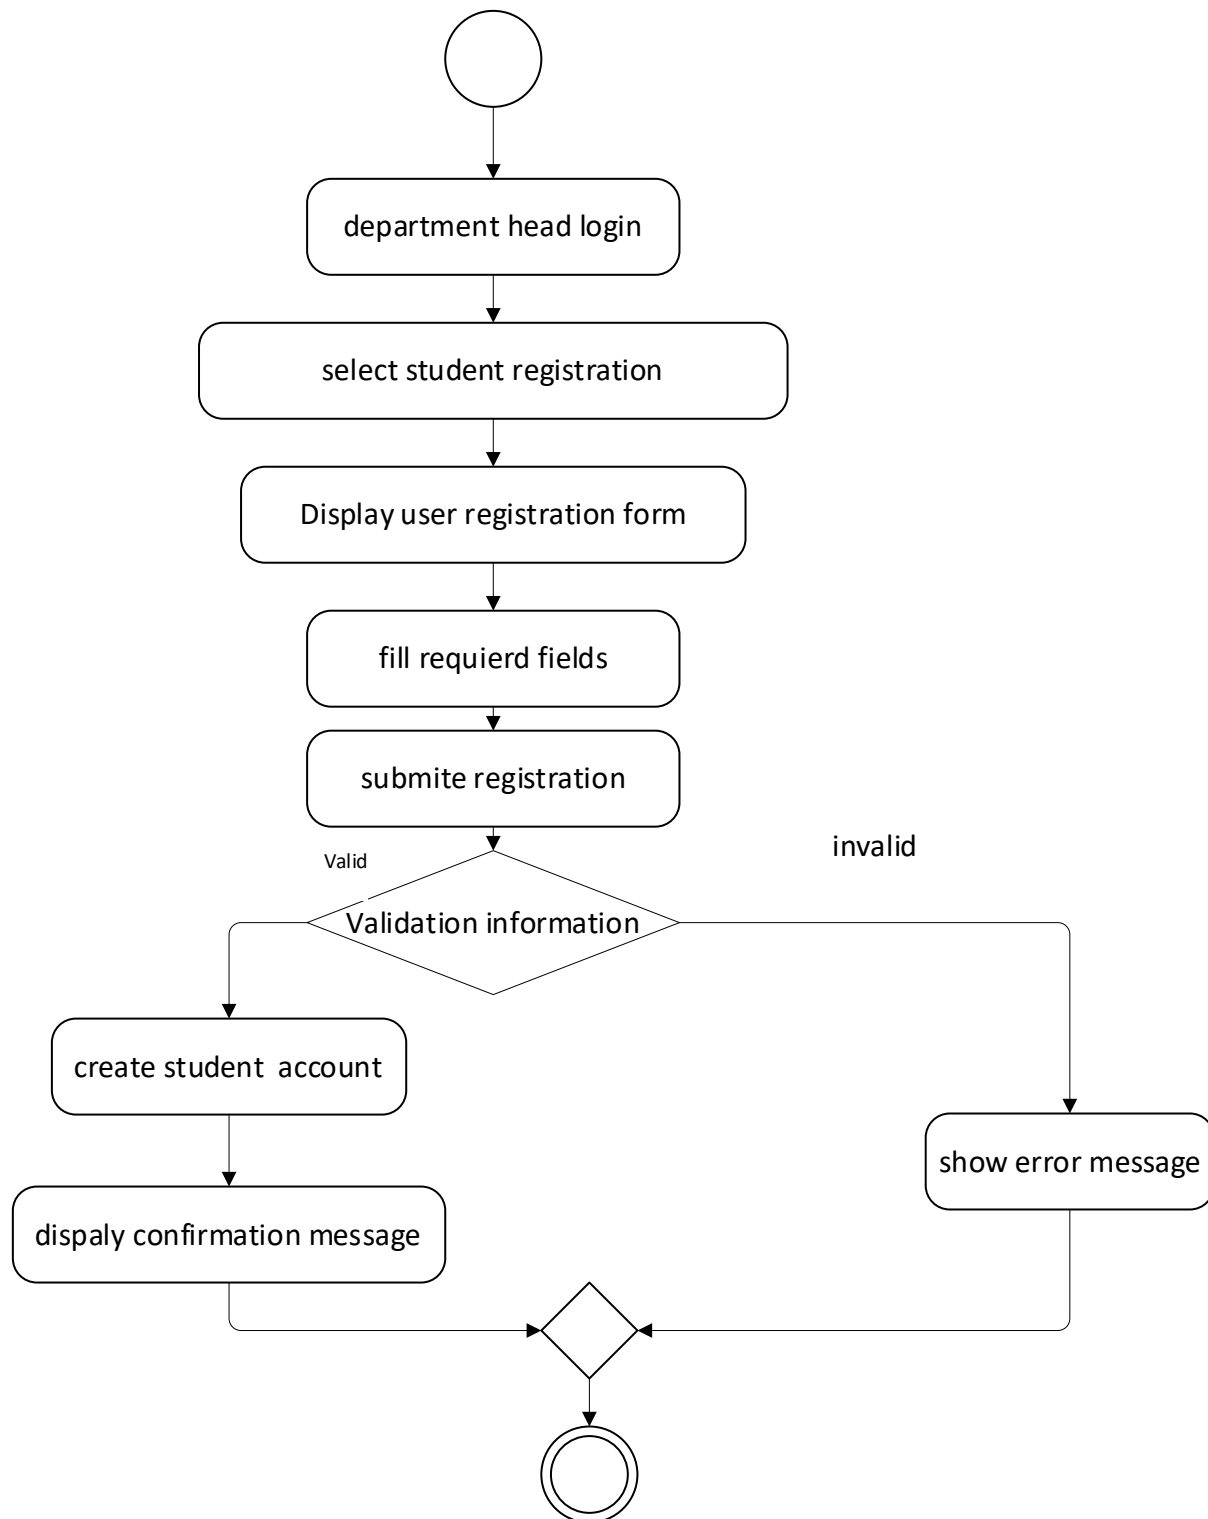 department head login
select student registration
Display user registration form
fill requierd fields
submite registration
invalid
Valid
Validation information
create student  account
show error message
dispaly confirmation message